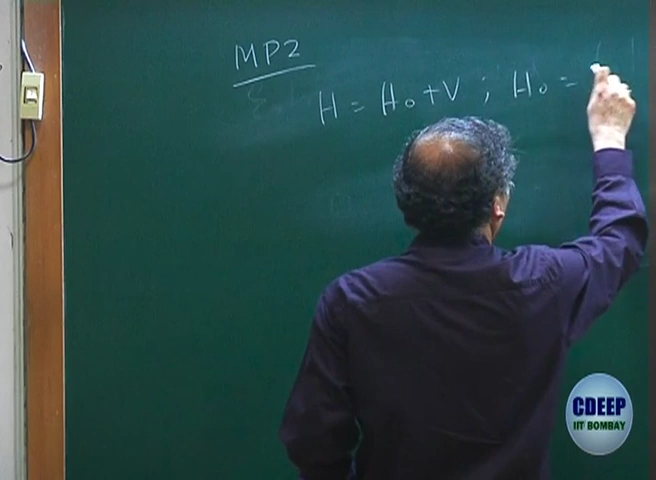 MP2
H = H₀ + V ; H₀ =
CDEEP
IIT BOMBAY